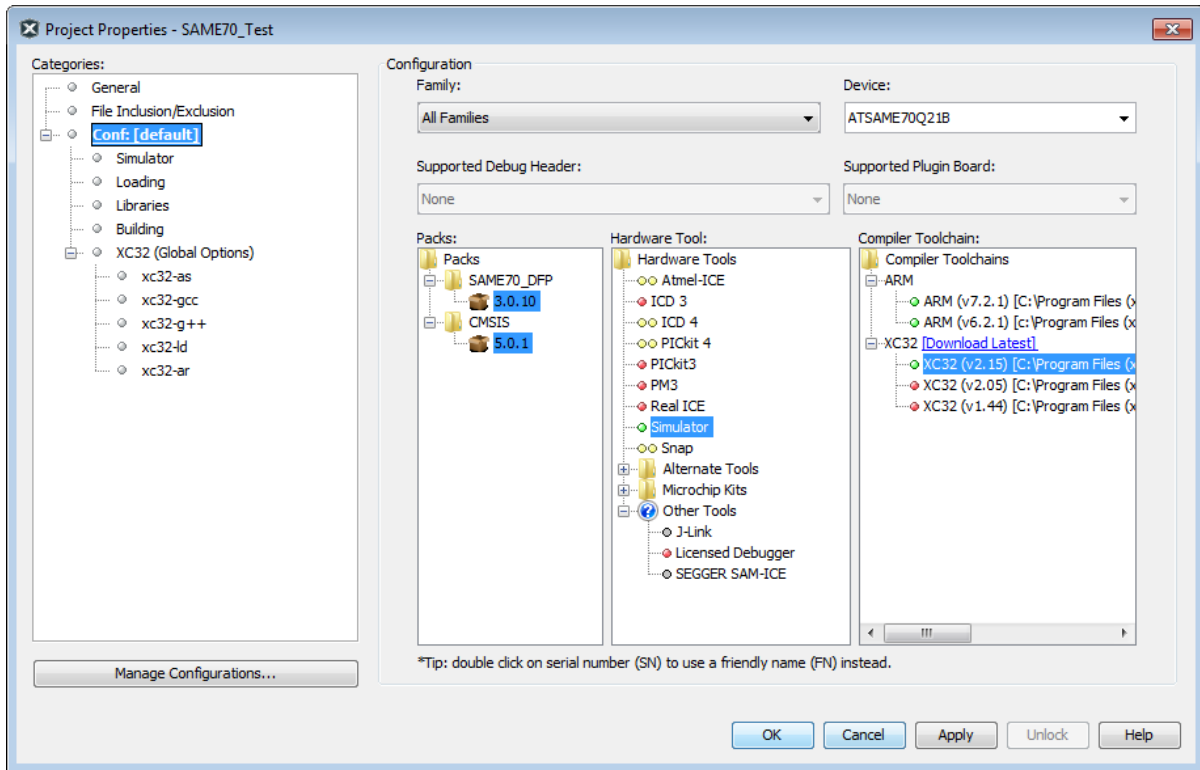 Project Properties - SAME70_Test
Categories:
General
File Inclusion/Exclusion
Conf: [default]
Simulator
Loading
Libraries
Building
XC32 (Global Options)
xc32-as
xc32-gcc
xc32-g++
xc32-ld
xc32-ar
Manage Configurations...
Configuration
Family:
All Families
Device:
ATSAME70Q21B
Supported Debug Header:
None
Supported Plugin Board:
None
Packs:
Packs
SAME70_DFP
3.0.10
CMSIS
5.0.1
Hardware Tool:
Hardware Tools
Atmel-ICE
ICD 3
ICD 4
PICkit 4
PICkit3
PM3
Real ICE
Simulator
Snap
Alternate Tools
Microchip Kits
Other Tools
J-Link
Licensed Debugger
SEGGER SAM-ICE
Compiler Toolchain:
Compiler Toolchains
ARM
ARM (v7.2.1) [C:\Program Files (x
ARM (v6.2.1) [C:\Program Files (x
XC32 [Download Latest]
XC32 (v2.15) [C:\Program Files (x
XC32 (v2.05) [C:\Program Files (x
XC32 (v1.44) [C:\Program Files (x
*Tip: double click on serial number (SN) to use a friendly name (FN) instead.
OK
Cancel
Apply
Unlock
Help